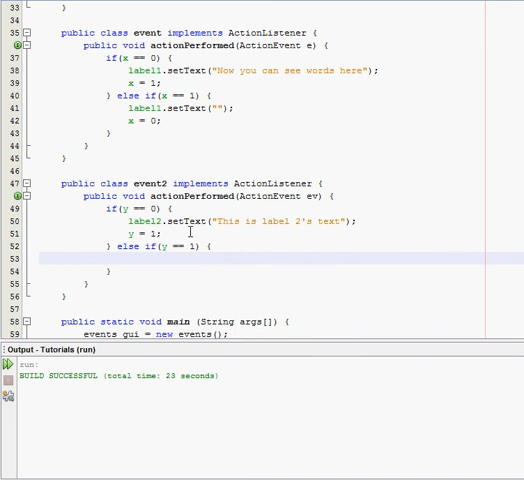 33 }
34
35 public class event implements ActionListener {
public void actionPerformed(ActionEvent e) {
37 if(x == 0) {
38 label1.setText("Now you can see words here");
39 x = 1;
40 } else if(x == 1) {
41 label1.setText("");
42 x = 0;
43 }
44 }
45 }
46
47 public class event2 implements ActionListener {
public void actionPerformed(ActionEvent ev) {
49 if(y == 0) {
50 label2.setText("This is label 2's text");
51 y = 1;
52 } else if(y == 1) {
53
54 }
55 }
56 }
57
58 public static void main (String args[]) {
59 events gui = new events();
Output - Tutorials (run)
run:
BUILD SUCCESSFUL (total time: 23 seconds)